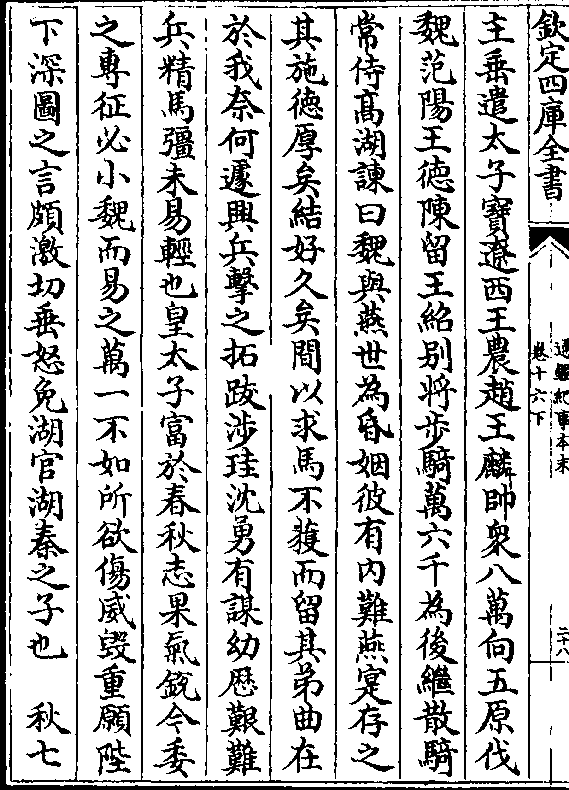 欽定四庫全書
通鑑紀事本末
卷十六下
二十八
主垂遣太子寶遼西王農趙王麟帥衆八萬向五原伐
魏范陽王德陳留王紹别將步騎萬六千為後繼散騎
常侍髙湖諫曰魏與燕世為昏姻彼有内難燕寔存之
其施徳厚矣結好久矣間以求馬不獲而留其弟曲在
於我奈何遽興兵擊之拓跋涉珪沈勇有謀幼歴艱難
兵精馬彊未易輕也皇太子富於春秋志果氣鋭今委
之專征必小魏而易之萬一不如所欲傷威毁重願陛
下深圖之言頗激切垂怒免湖官湖泰之子也　秋七